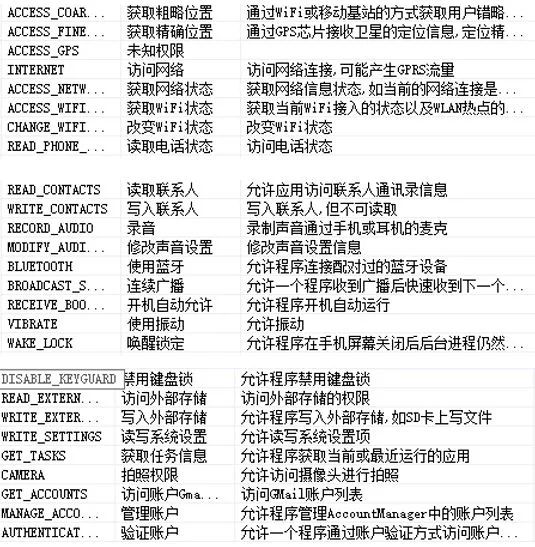 ACCESS_COAR... 获取粗略位置 通过WiFi或移动基站的方式获取用户错略...
ACCESS_FINE... 获取精确位置 通过GPS芯片接收卫星的定位信息,定位精...
ACCESS_GPS 未知权限
INTERNET 访问网络 访问网络连接,可能产生GPRS流量
ACCESS_NETW... 获取网络状态 获取网络信息状态,如当前的网络连接是...
ACCESS_WIFI... 获取WiFi状态 获取当前WiFi接入的状态以及WLAN热点的...
CHANGE_WIFI... 改变WiFi状态 改变WiFi状态
READ_PHONE_... 读取电话状态 访问电话状态
READ_CONTACTS 读取联系人 允许应用访问联系人通讯录信息
WRITE_CONTACTS 写入联系人 写入联系人,但不可读取
RECORD_AUDIO 录音 录制声音通过手机或耳机的麦克
MODIFY_AUDI... 修改声音设置 修改声音设置信息
BLUETOOTH 使用蓝牙 允许程序连接配对过的蓝牙设备
BROADCAST_S... 连续广播 允许一个程序收到广播后快速收到下一个...
RECEIVE_BOO... 开机自动允许 允许程序开机自动运行
VIBRATE 使用振动 允许振动
WAKE_LOCK 唤醒锁定 允许程序在手机屏幕关闭后后台进程仍然...
DISABLE_KEYGUARD 禁用键盘锁 允许程序禁用键盘锁
READ_EXTERN... 访问外部存储 访问外部存储的权限
WRITE_EXTER... 写入外部存储 允许程序写入外部存储,如SD卡上写文件
WRITE_SETTINGS 读写系统设置 允许读写系统设置项
GET_TASKS 获取任务信息 允许程序获取当前或最近运行的应用
CAMERA 拍照权限 允许访问摄像头进行拍照
GET_ACCOUNTS 访问账户Gma... 访问GMail账户列表
MANAGE_ACCO... 管理账户 允许程序管理AccountManager中的账户列表
AUTHENTICAT... 验证账户 允许一个程序通过账户验证方式访问账户...